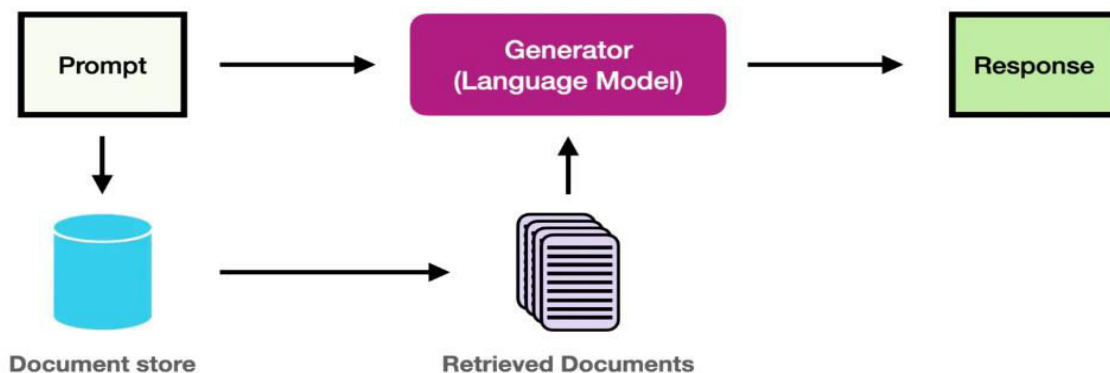 Prompt
Generator
(Language Model)
Response
Document store
Retrieved Documents